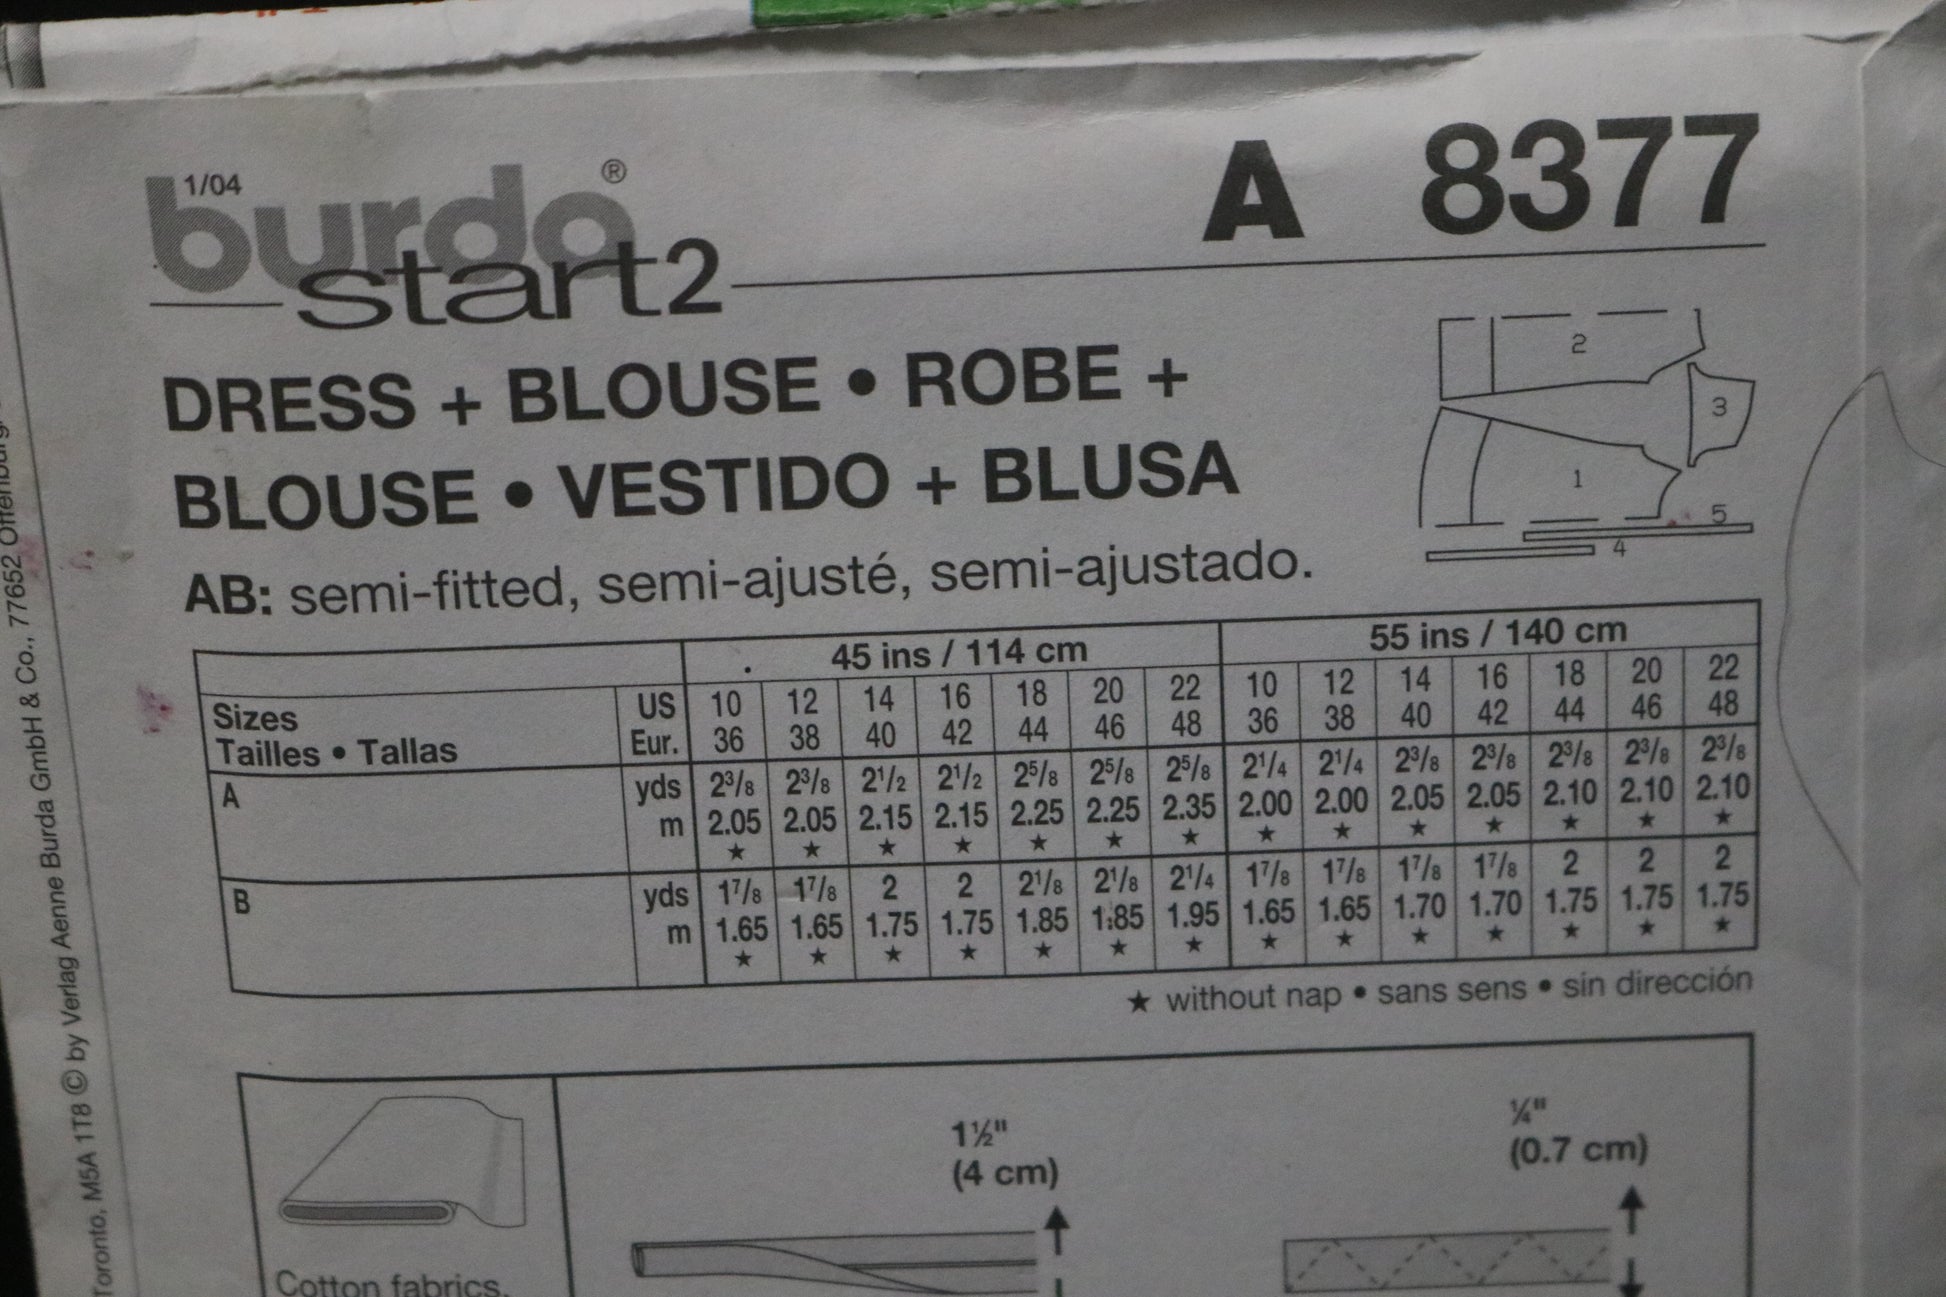 1/04
burda®
start2
A 8377
DRESS + BLOUSE • ROBE +
BLOUSE • VESTIDO + BLUSA
AB: semi-fitted, semi-ajusté, semi-ajustado.
2
3
1
5
4
45 ins / 114 cm 55 ins / 140 cm
Sizes US 10 12 14 16 18 20 22 10 12 14 16 18 20 22
Tailles • Tallas Eur. 36 38 40 42 44 46 48 36 38 40 42 44 46 48
A yds 2³/8 2³/8 2¹/2 2¹/2 2⁵/8 2⁵/8 2⁵/8 2¹/4 2¹/4 2³/8 2³/8 2³/8 2³/8 2³/8
m 2.05 2.05 2.15 2.15 2.25 2.25 2.35 2.00 2.00 2.05 2.05 2.10 2.10 2.10
★ ★ ★ ★ ★ ★ ★ ★ ★ ★ ★ ★ ★ ★
B yds 1⁷/8 1⁷/8 2 2 2¹/8 2¹/8 2¹/4 1⁷/8 1⁷/8 1⁷/8 1⁷/8 2 2 2
m 1.65 1.65 1.75 1.75 1.85 1.85 1.95 1.65 1.65 1.70 1.70 1.75 1.75 1.75
★ ★ ★ ★ ★ ★ ★ ★ ★ ★ ★ ★ ★ ★
★ without nap • sans sens • sin dirección
1½"
(4 cm)
¼"
(0.7 cm)
Cotton fabrics,
Toronto, M5A 1T8 © by Verlag Aenne Burda GmbH & Co., 77652 Offenburg